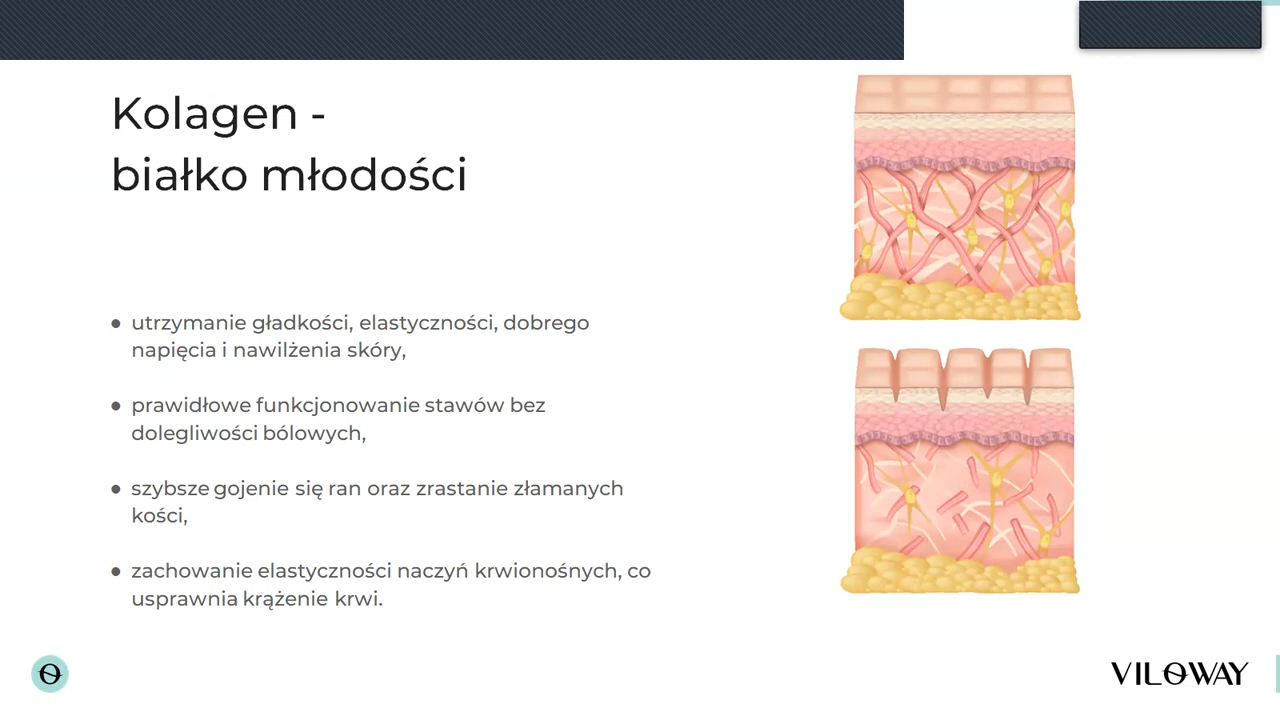 Kolagen -
białko młodości
● utrzymanie gładkości, elastyczności, dobrego
napięcia i nawilżenia skóry,
● prawidłowe funkcjonowanie stawów bez
dolegliwości bólowych,
● szybsze gojenie się ran oraz zrastanie złamanych
kości,
● zachowanie elastyczności naczyń krwionośnych, co
usprawnia krążenie krwi.
VILOWAY